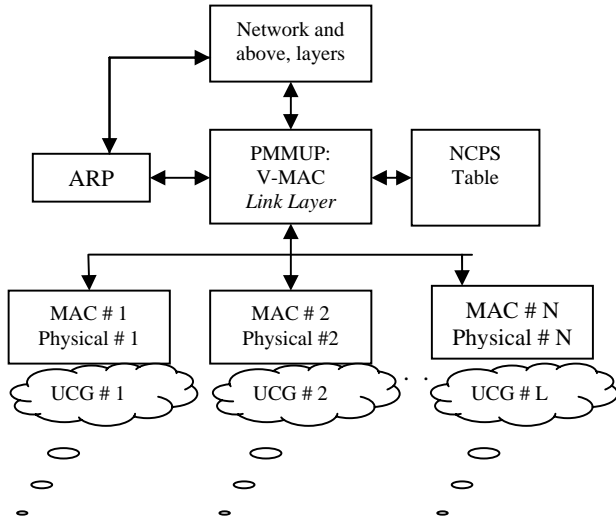 Network and
above, layers
PMMUP:
V-MAC
Link Layer
NCPS
Table
ARP
MAC # 1
Physical # 1
MAC # 2
Physical #2
MAC # N
Physical # N
UCG # 1
UCG # 2
. .
UCG # L